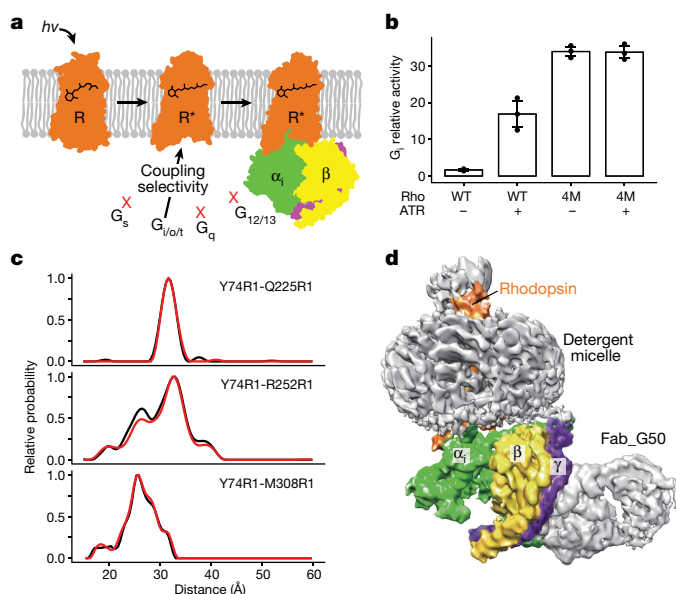 a
hv
R
R*
R*
αi
β
Coupling
selectivity
X
Gs
Gi/o/t
X
Gq
X
G12/13
b
Gi relative activity
30
20
10
0
Rho WT WT 4M 4M
ATR − + − +
c
Relative probability
1.0
0.5
0.0
Y74R1-Q225R1
1.0
0.5
0.0
Y74R1-R252R1
1.0
0.5
0
Y74R1-M308R1
20 30 40 50 60
Distance (Å)
d
Rhodopsin
Detergent
micelle
Fab_G50
αi
β
γ